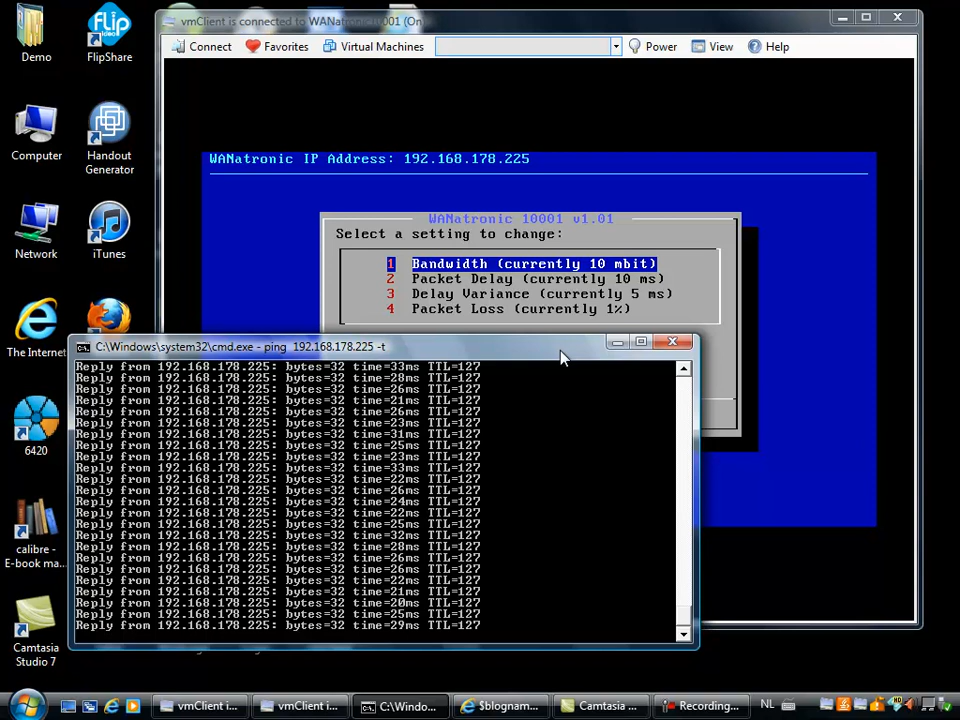 vmClient is connected to WANatronic 10001 (On)
Connect
Favorites
Virtual Machines
Power
View
Help
Demo
FlipShare
Computer
Handout
Generator
Network
iTunes
The Internet
6420
calibre -
E-book ma...
Camtasia
Studio 7
WANatronic IP Address: 192.168.178.225
WANatronic 10001 v1.01
Select a setting to change:
1 Bandwidth (currently 10 mbit)
2 Packet Delay (currently 10 ms)
3 Delay Variance (currently 5 ms)
4 Packet Loss (currently 1%)
C:\Windows\system32\cmd.exe - ping 192.168.178.225 -t
Reply from 192.168.178.225: bytes=32 time=33ms TTL=127
Reply from 192.168.178.225: bytes=32 time=28ms TTL=127
Reply from 192.168.178.225: bytes=32 time=26ms TTL=127
Reply from 192.168.178.225: bytes=32 time=21ms TTL=127
Reply from 192.168.178.225: bytes=32 time=26ms TTL=127
Reply from 192.168.178.225: bytes=32 time=23ms TTL=127
Reply from 192.168.178.225: bytes=32 time=31ms TTL=127
Reply from 192.168.178.225: bytes=32 time=25ms TTL=127
Reply from 192.168.178.225: bytes=32 time=23ms TTL=127
Reply from 192.168.178.225: bytes=32 time=33ms TTL=127
Reply from 192.168.178.225: bytes=32 time=22ms TTL=127
Reply from 192.168.178.225: bytes=32 time=26ms TTL=127
Reply from 192.168.178.225: bytes=32 time=24ms TTL=127
Reply from 192.168.178.225: bytes=32 time=22ms TTL=127
Reply from 192.168.178.225: bytes=32 time=25ms TTL=127
Reply from 192.168.178.225: bytes=32 time=32ms TTL=127
Reply from 192.168.178.225: bytes=32 time=28ms TTL=127
Reply from 192.168.178.225: bytes=32 time=26ms TTL=127
Reply from 192.168.178.225: bytes=32 time=26ms TTL=127
Reply from 192.168.178.225: bytes=32 time=22ms TTL=127
Reply from 192.168.178.225: bytes=32 time=21ms TTL=127
Reply from 192.168.178.225: bytes=32 time=20ms TTL=127
Reply from 192.168.178.225: bytes=32 time=25ms TTL=127
Reply from 192.168.178.225: bytes=32 time=29ms TTL=127
vmClient i...
vmClient i...
C:\Windo...
$blognam...
Camtasia ...
Recording...
NL